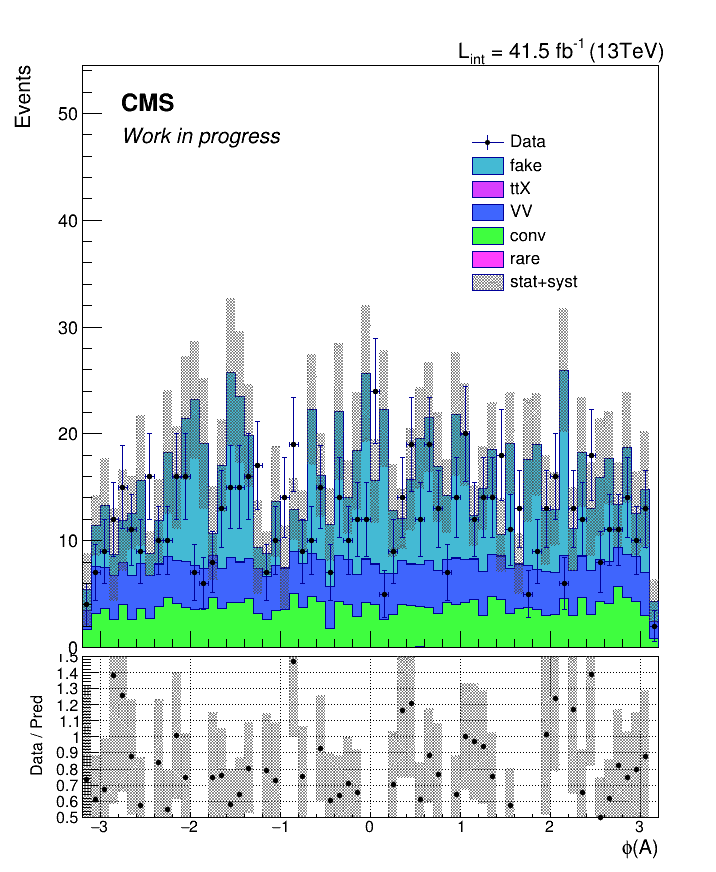 L_int = 41.5 fb^-1 (13TeV)
Events
CMS
Work in progress
Data
fake
ttX
VV
conv
rare
stat+syst
50
40
30
20
10
0
Data / Pred
1.5
1.4
1.3
1.2
1.1
1
0.9
0.8
0.7
0.6
0.5
−3 −2 −1 0 1 2 3
ϕ(A)